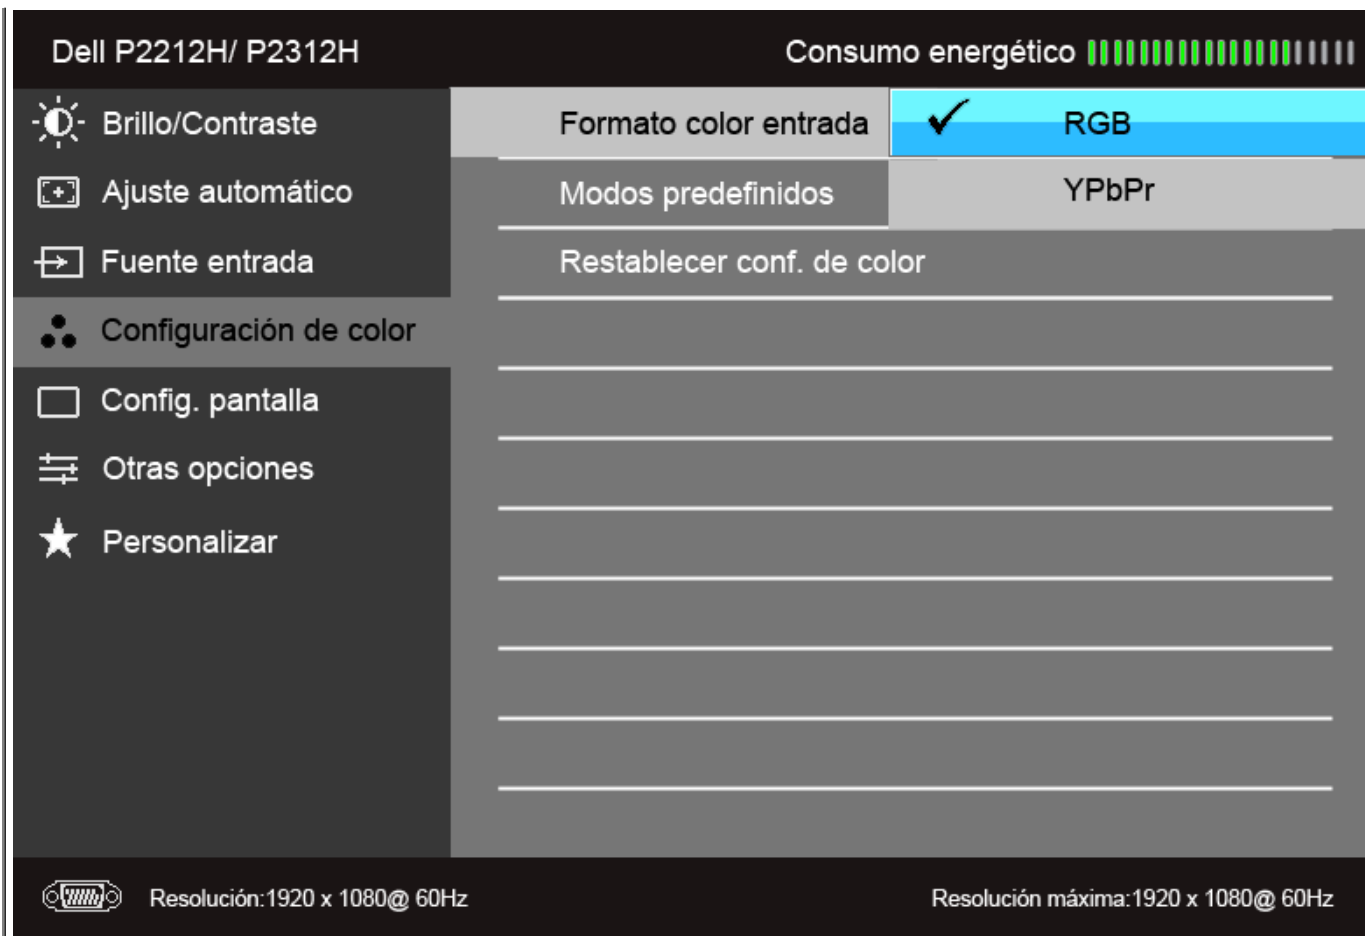 Dell P2212H/ P2312H
Consumo energético
Brillo/Contraste
Formato color entrada
RGB
Ajuste automático
Modos predefinidos
YPbPr
Fuente entrada
Restablecer conf. de color
Configuración de color
Config. pantalla
Otras opciones
Personalizar
Resolución:1920 x 1080@ 60Hz
Resolución máxima:1920 x 1080@ 60Hz